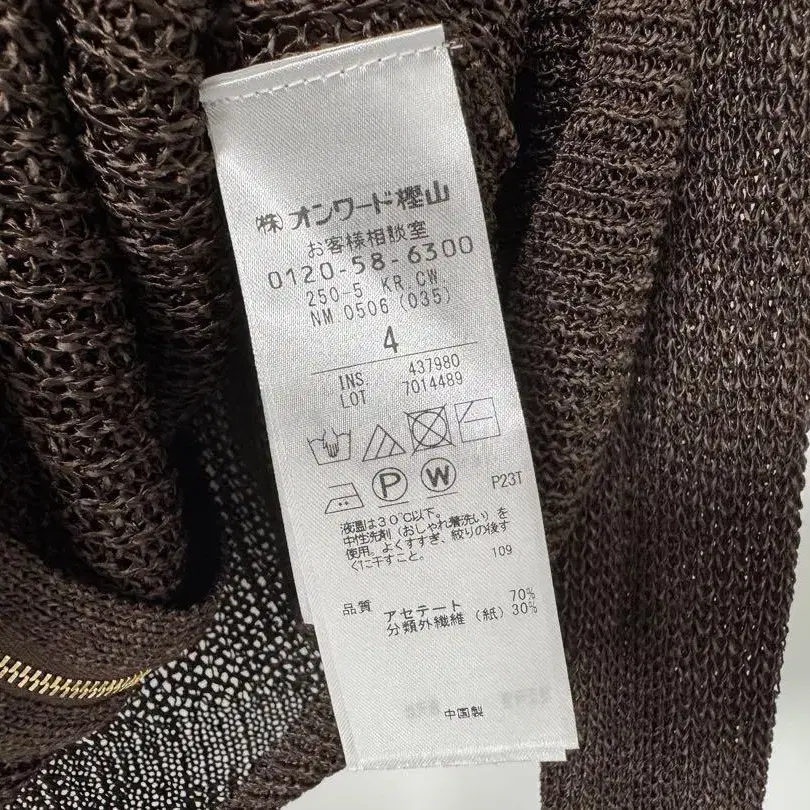 ㈱オンワード樫山
お客様相談室
0120-58-6300
250-5 KR.CW
NM.0506(035)
4
INS. 437980
LOT 7014489
P W P23T
液温は30℃以下。
中性洗剤(おしゃれ着洗い)を
使用。よくすすぎ、絞りの後す
ぐに干すこと。 109
品質 アセテート 70%
分類外繊維(紙)30%
中国製